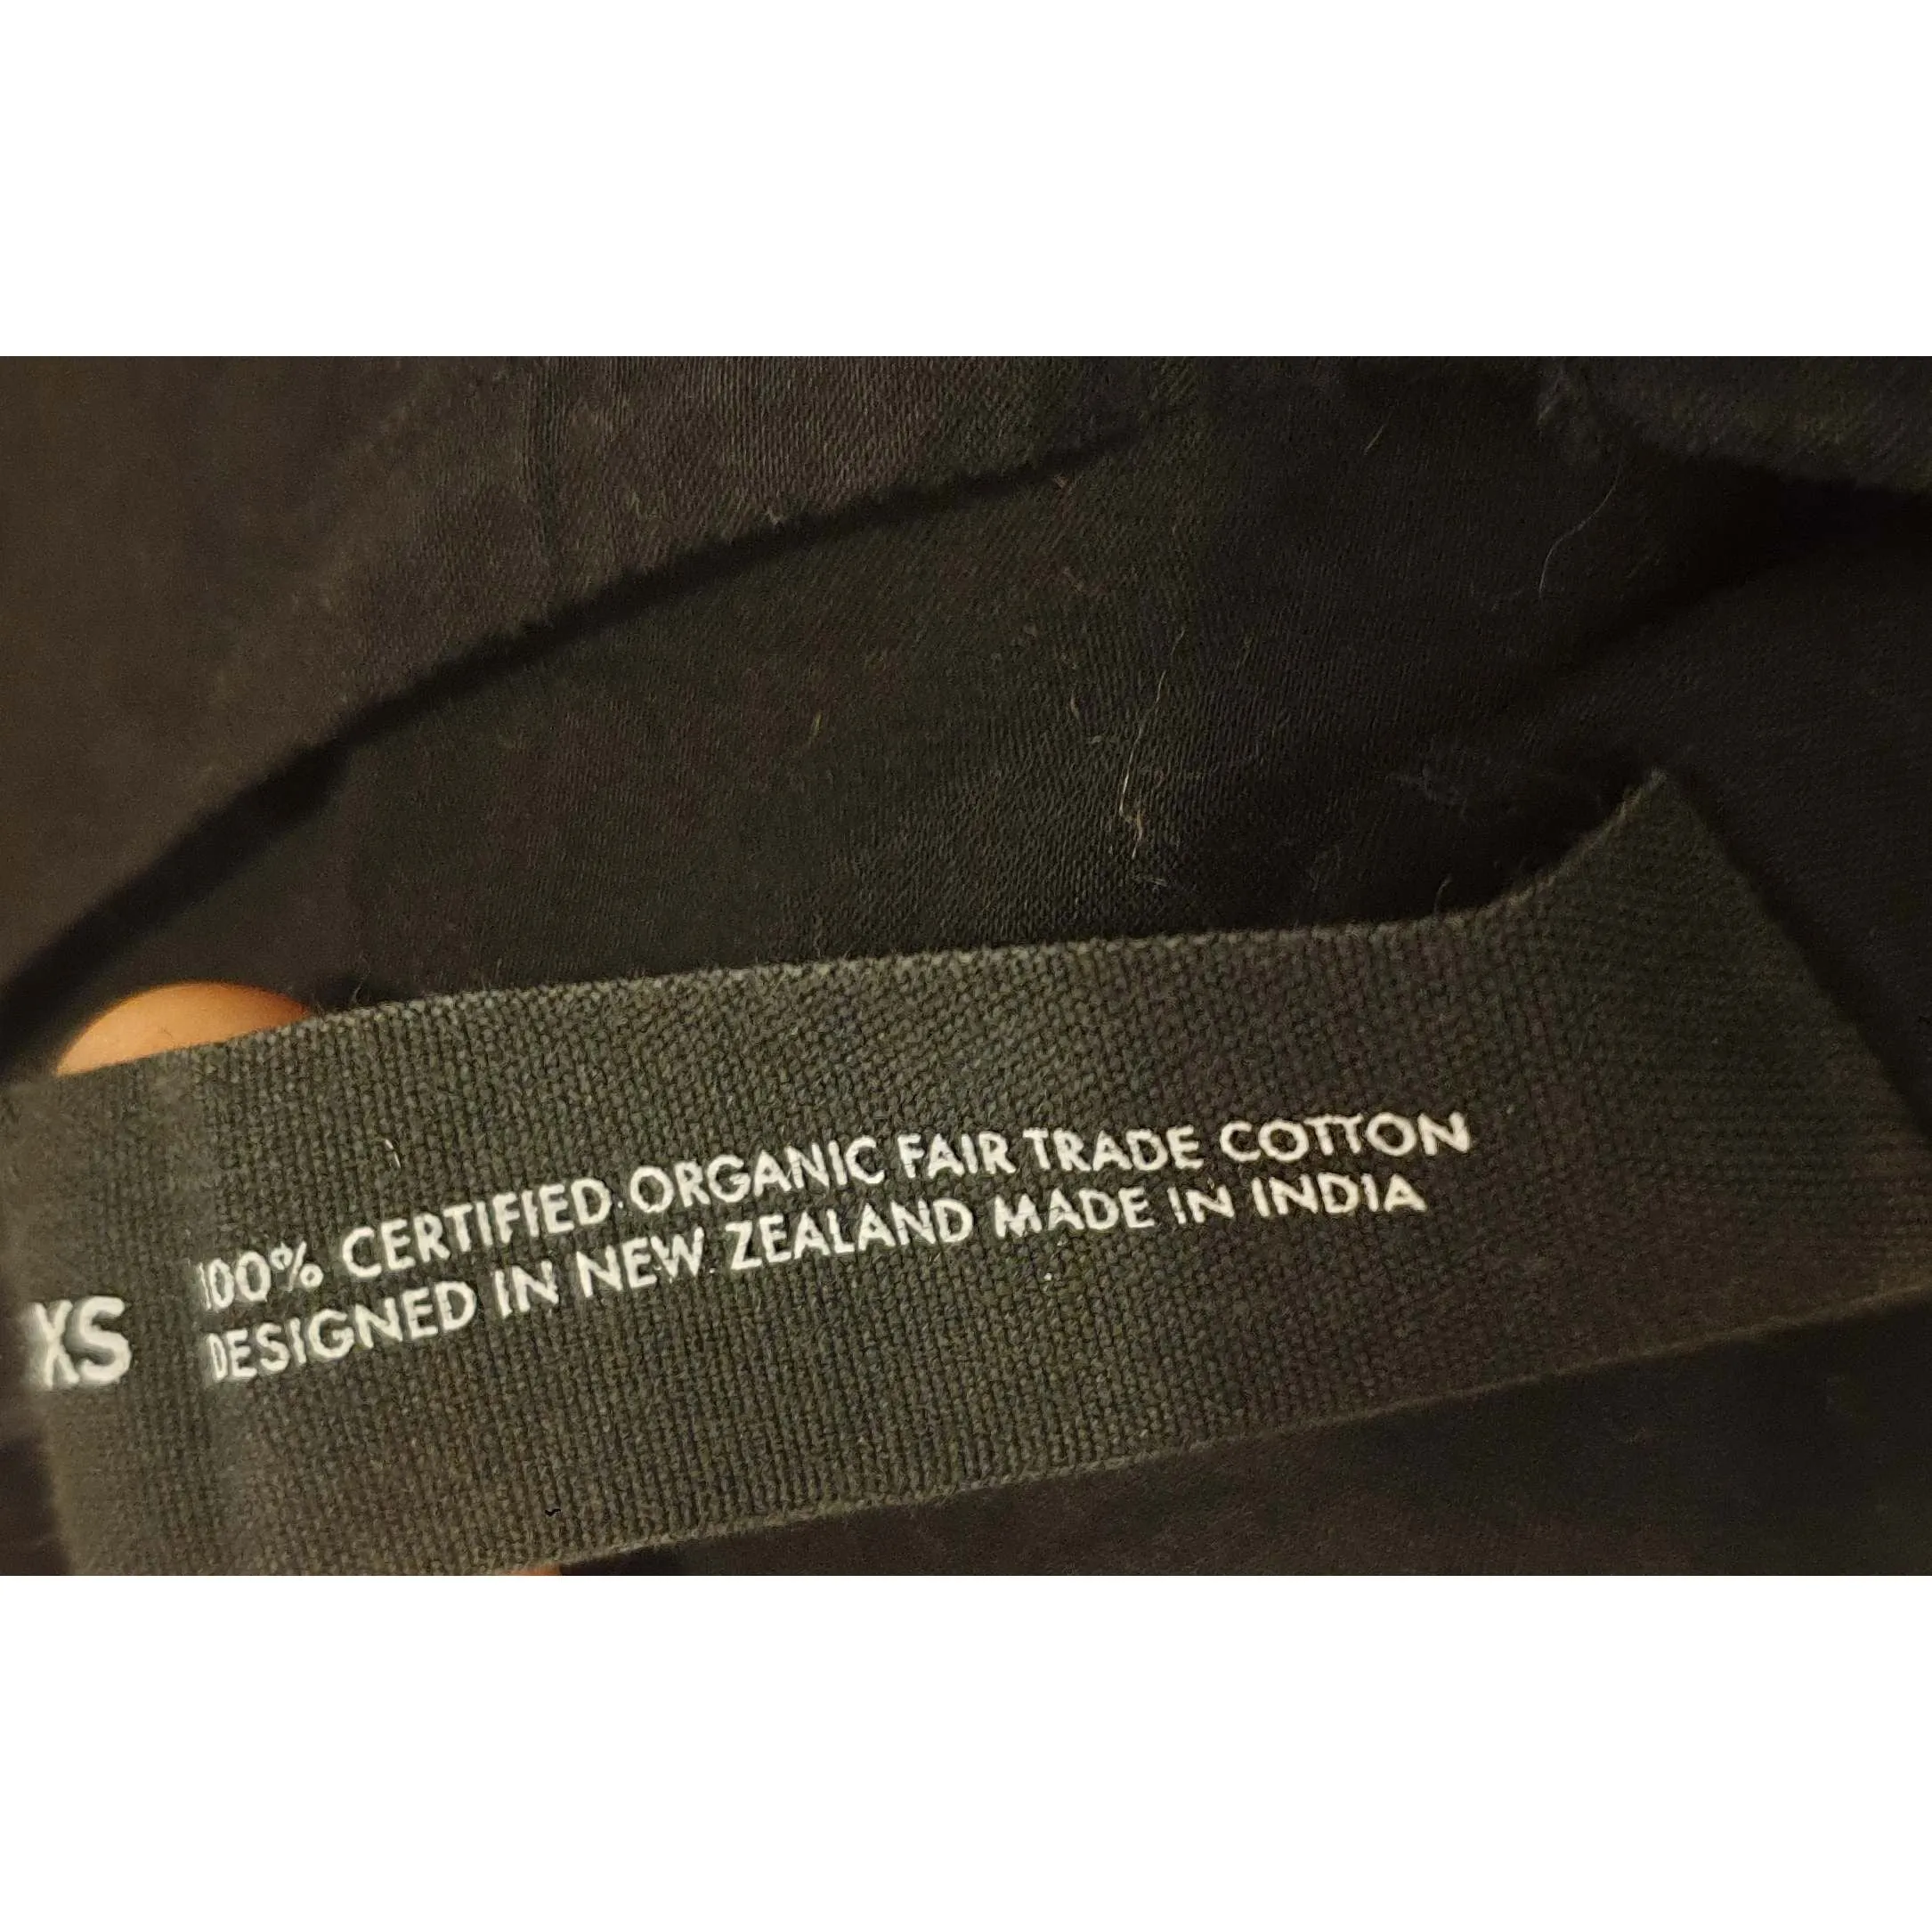 XS
100% CERTIFIED ORGANIC FAIR TRADE COTTON
DESIGNED IN NEW ZEALAND MADE IN INDIA